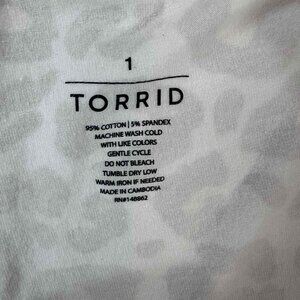 1
TORRID
95% COTTON | 5% SPANDEX
MACHINE WASH COLD
WITH LIKE COLORS
GENTLE CYCLE
DO NOT BLEACH
TUMBLE DRY LOW
WARM IRON IF NEEDED
MADE IN CAMBODIA
RN#148862